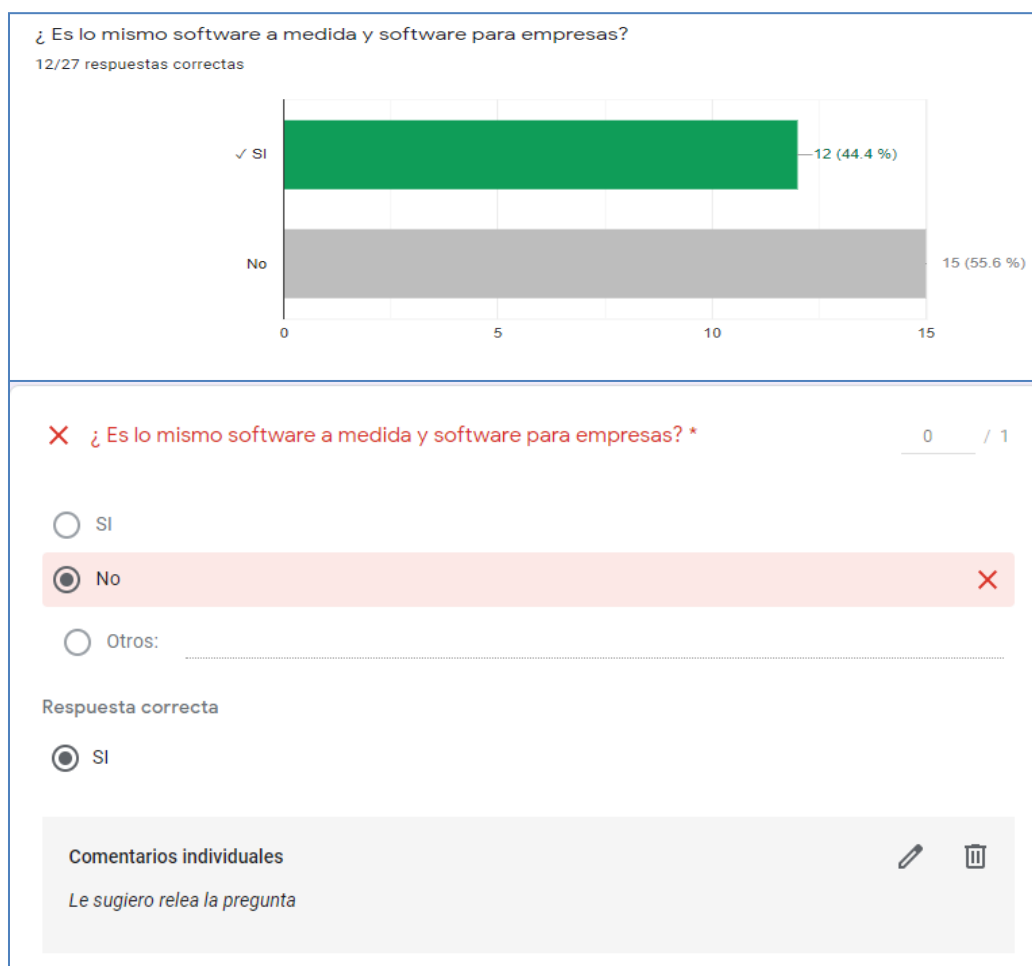 ¿ Es lo mismo software a medida y software para empresas?
12/27 respuestas correctas
✓ SI
12 (44.4 %)
No
15 (55.6 %)
0 5 10 15
¿ Es lo mismo software a medida y software para empresas? * 0 / 1
SI
No
Otros:
Respuesta correcta
SI
Comentarios individuales
Le sugiero relea la pregunta